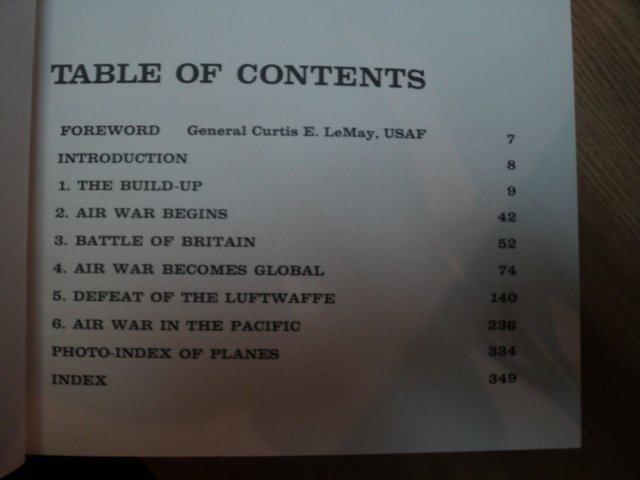 TABLE OF CONTENTS
FOREWORD General Curtis E. LeMay, USAF 7
INTRODUCTION 8
1. THE BUILD-UP 9
2. AIR WAR BEGINS 42
3. BATTLE OF BRITAIN 52
4. AIR WAR BECOMES GLOBAL 74
5. DEFEAT OF THE LUFTWAFFE 140
6. AIR WAR IN THE PACIFIC 236
PHOTO-INDEX OF PLANES 334
INDEX 349